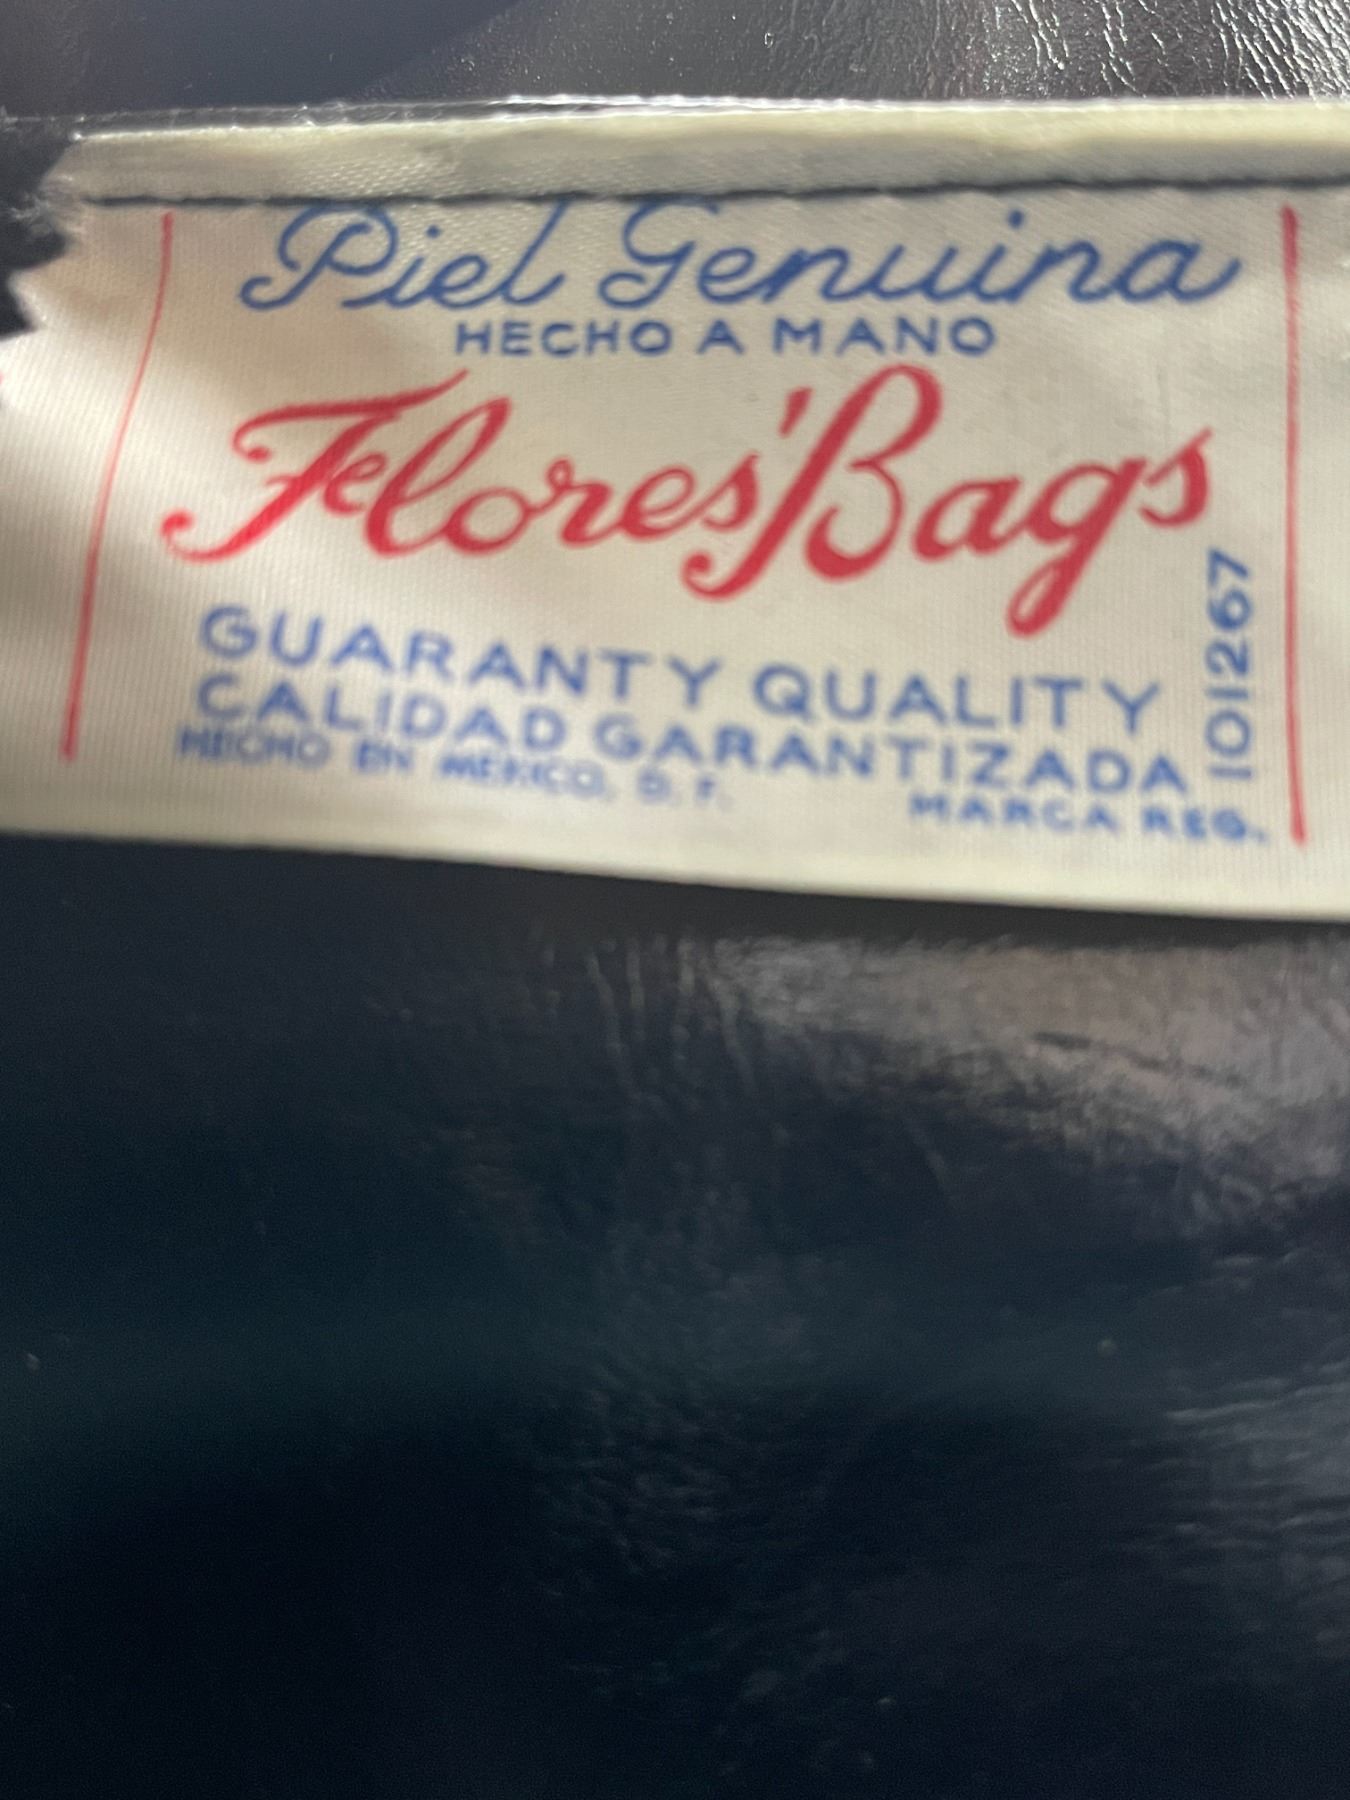 Piel Genuina
HECHO A MANO
Flores' Bags
GUARANTY QUALITY
CALIDAD GARANTIZADA
HECHO EN MEXICO, D. F.
MARCA REG.
101267